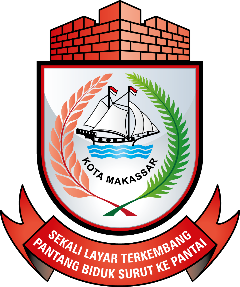 KOTA MAKASSAR
SEKALI LAYAR TERKEMBANG
PANTANG BIDUK SURUT KE PANTAI